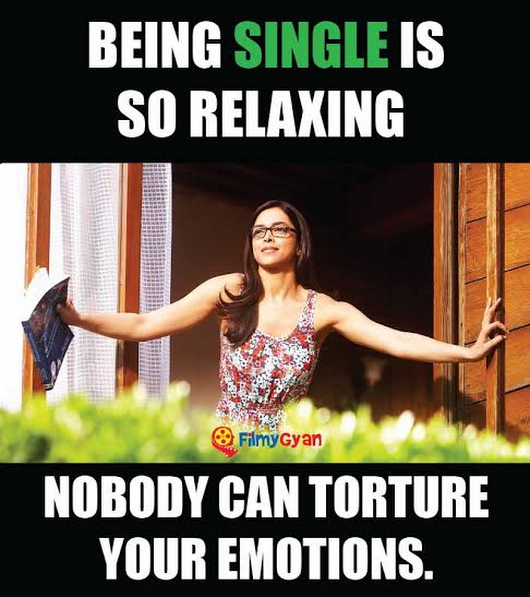 BEING SINGLE IS
SO RELAXING
FilmyGyan
NOBODY CAN TORTURE
YOUR EMOTIONS.